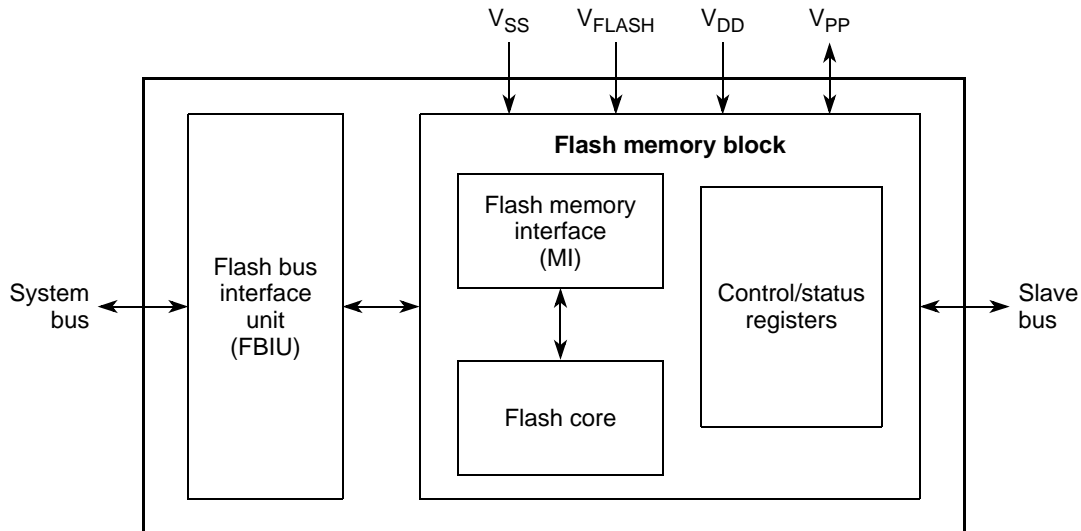 VSS
VFLASH
VDD
VPP
Flash memory block
Flash memory
interface
(MI)
Flash bus
interface
unit
(FBIU)
System
bus
Control/status
registers
Slave
bus
Flash core